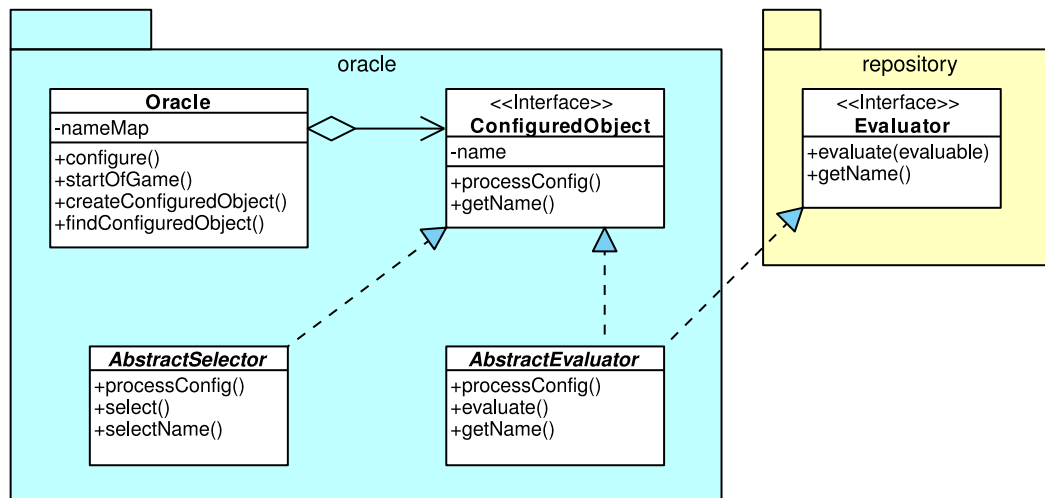 oracle
Oracle
-nameMap
+configure()
+startOfGame()
+createConfiguredObject()
+findConfiguredObject()
<<Interface>>
ConfiguredObject
-name
+processConfig()
+getName()
AbstractSelector
+processConfig()
+select()
+selectName()
AbstractEvaluator
+processConfig()
+evaluate()
+getName()
repository
<<Interface>>
Evaluator
+evaluate(evaluable)
+getName()